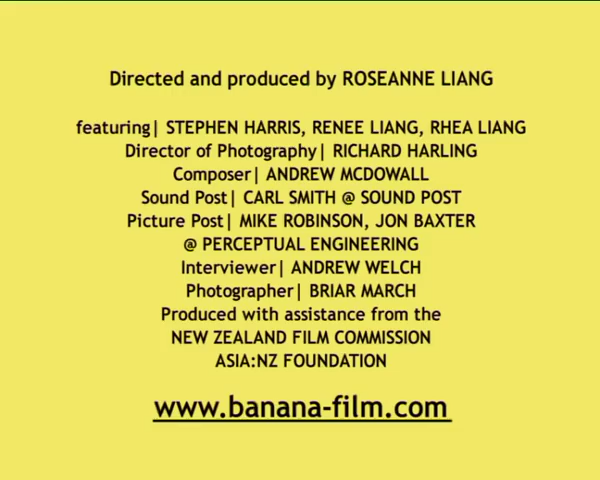 Directed and produced by ROSEANNE LIANG
featuring| STEPHEN HARRIS, RENEE LIANG, RHEA LIANG
Director of Photography| RICHARD HARLING
Composer| ANDREW MCDOWALL
Sound Post| CARL SMITH @ SOUND POST
Picture Post| MIKE ROBINSON, JON BAXTER
@ PERCEPTUAL ENGINEERING
Interviewer| ANDREW WELCH
Photographer| BRIAR MARCH
Produced with assistance from the
NEW ZEALAND FILM COMMISSION
ASIA:NZ FOUNDATION
www.banana-film.com